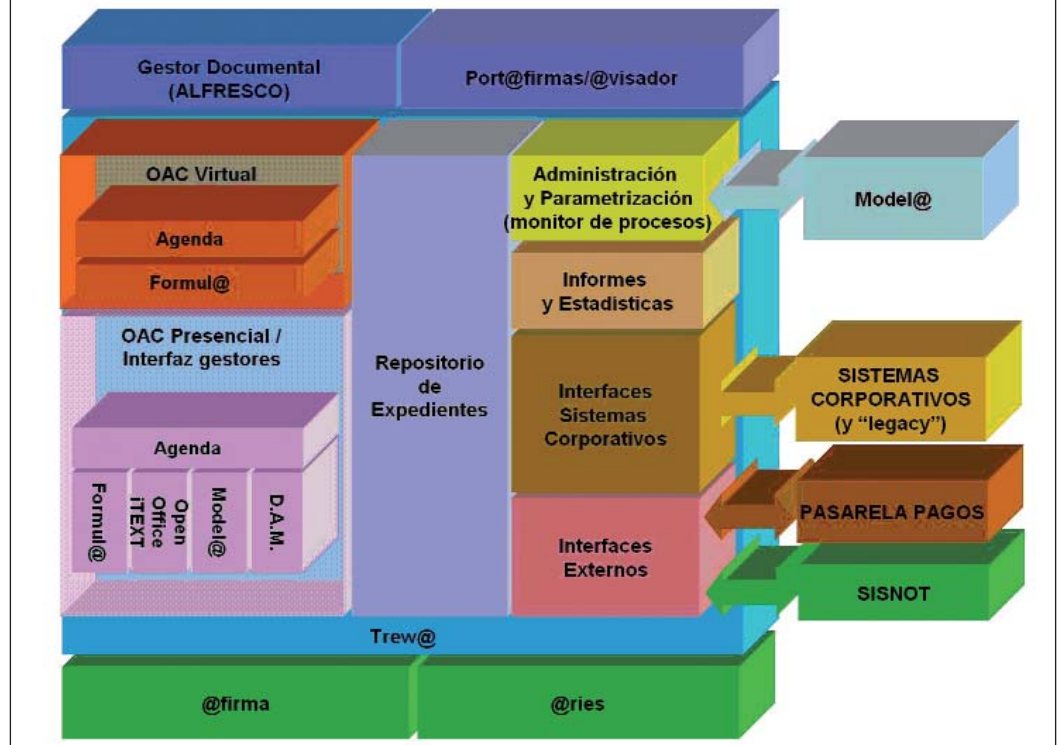 Gestor Documental
(ALFRESCO)
Port@firmas/@visador
OAC Virtual
Agenda
Formul@
OAC Presencial /
Interfaz gestores
Agenda
Formul@
Open
Office
iTEXT
Model@
D.A.M.
Repositorio
de
Expedientes
Administración
y Parametrización
(monitor de procesos)
Informes
y Estadísticas
Interfaces
Sistemas
Corporativos
Interfaces
Externos
Model@
SISTEMAS
CORPORATIVOS
(y “legacy”)
PASARELA PAGOS
SISNOT
Trew@
@firma
@ries